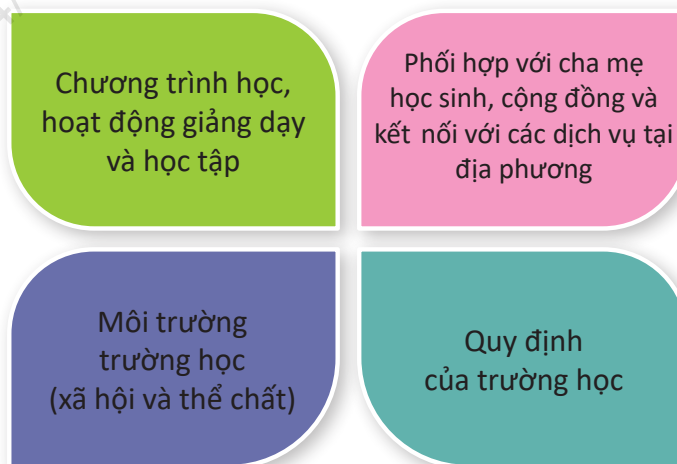 Chương trình học,
hoạt động giảng dạy
và học tập
Phối hợp với cha mẹ
học sinh, cộng đồng và
kết nối với các dịch vụ tại
địa phương
Môi trường
trường học
(xã hội và thể chất)
Quy định
của trường học